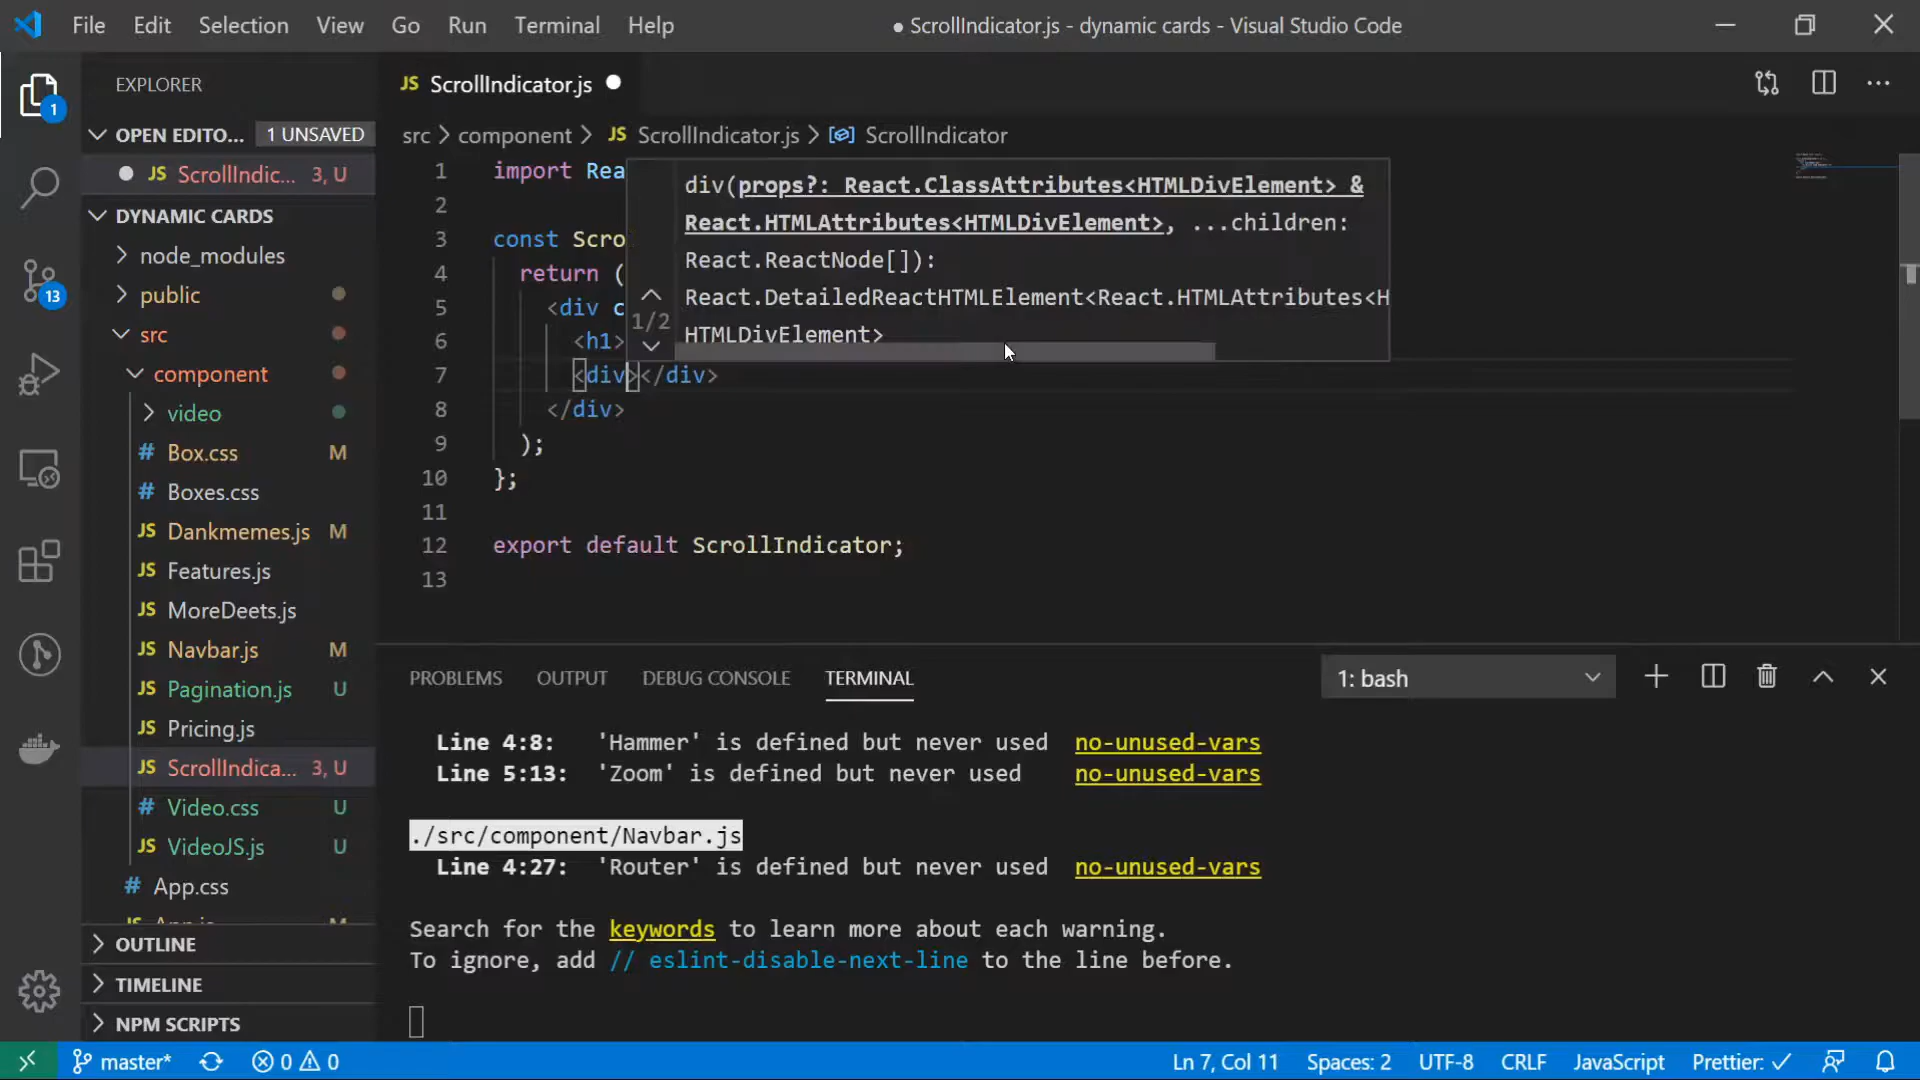 File Edit Selection View Go Run Terminal Help
● ScrollIndicator.js - dynamic cards - Visual Studio Code
EXPLORER
OPEN EDITO... 1 UNSAVED
JS ScrollIndic... 3, U
DYNAMIC CARDS
node_modules
public
src
component
video
# Box.css M
# Boxes.css
JS Dankmemes.js M
JS Features.js
JS MoreDeets.js
JS Navbar.js M
JS Pagination.js U
JS Pricing.js
JS ScrollIndica... 3, U
# Video.css U
JS VideoJS.js U
# App.css
OUTLINE
TIMELINE
NPM SCRIPTS
1
13
JS ScrollIndicator.js
src > component > JS ScrollIndicator.js > ScrollIndicator
1 import Rea
2
3 const Scro
4 return (
5 <div c
6 <h1>
7 <div></div>
8 </div>
9 );
10 };
11
12 export default ScrollIndicator;
13
1/2
div(props?: React.ClassAttributes<HTMLDivElement> &
React.HTMLAttributes<HTMLDivElement>, ...children:
React.ReactNode[]):
React.DetailedReactHTMLElement<React.HTMLAttributes<H
HTMLDivElement>
PROBLEMS OUTPUT DEBUG CONSOLE TERMINAL
1: bash
Line 4:8: 'Hammer' is defined but never used no-unused-vars
Line 5:13: 'Zoom' is defined but never used no-unused-vars
./src/component/Navbar.js
Line 4:27: 'Router' is defined but never used no-unused-vars
Search for the keywords to learn more about each warning.
To ignore, add // eslint-disable-next-line to the line before.
master* 0 0
Ln 7, Col 11 Spaces: 2 UTF-8 CRLF JavaScript Prettier: ✓